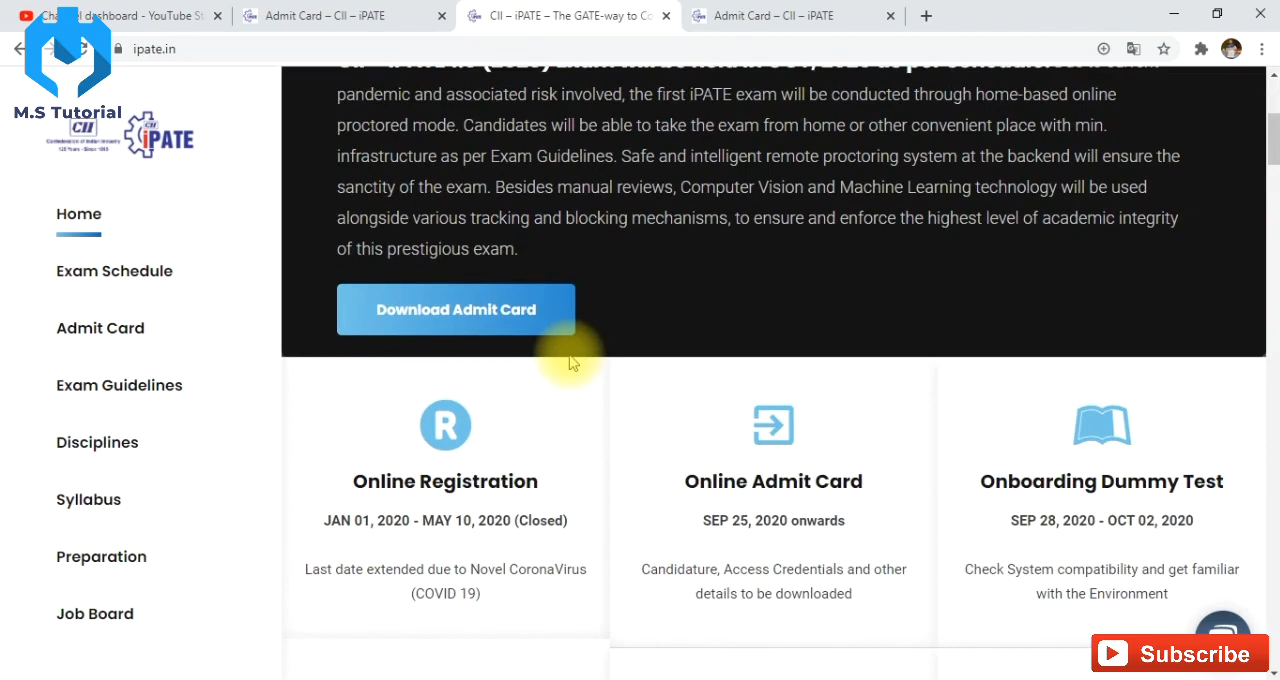 Channel dashboard - YouTube St
Admit Card – CII – iPATE
CII – iPATE – The GATE-way to Co
Admit Card – CII – iPATE
ipate.in
M.S Tutorial
CII
Confederation of Indian Industry
125 Years - Since 1895
iPATE
Home
Exam Schedule
Admit Card
Exam Guidelines
Disciplines
Syllabus
Preparation
Job Board
pandemic and associated risk involved, the first iPATE exam will be conducted through home-based online
proctored mode. Candidates will be able to take the exam from home or other convenient place with min.
infrastructure as per Exam Guidelines. Safe and intelligent remote proctoring system at the backend will ensure the
sanctity of the exam. Besides manual reviews, Computer Vision and Machine Learning technology will be used
alongside various tracking and blocking mechanisms, to ensure and enforce the highest level of academic integrity
of this prestigious exam.
Download Admit Card
R
Online Registration
JAN 01, 2020 - MAY 10, 2020 (Closed)
Last date extended due to Novel CoronaVirus
(COVID 19)
Online Admit Card
SEP 25, 2020 onwards
Candidature, Access Credentials and other
details to be downloaded
Onboarding Dummy Test
SEP 28, 2020 - OCT 02, 2020
Check System compatibility and get familiar
with the Environment
Subscribe